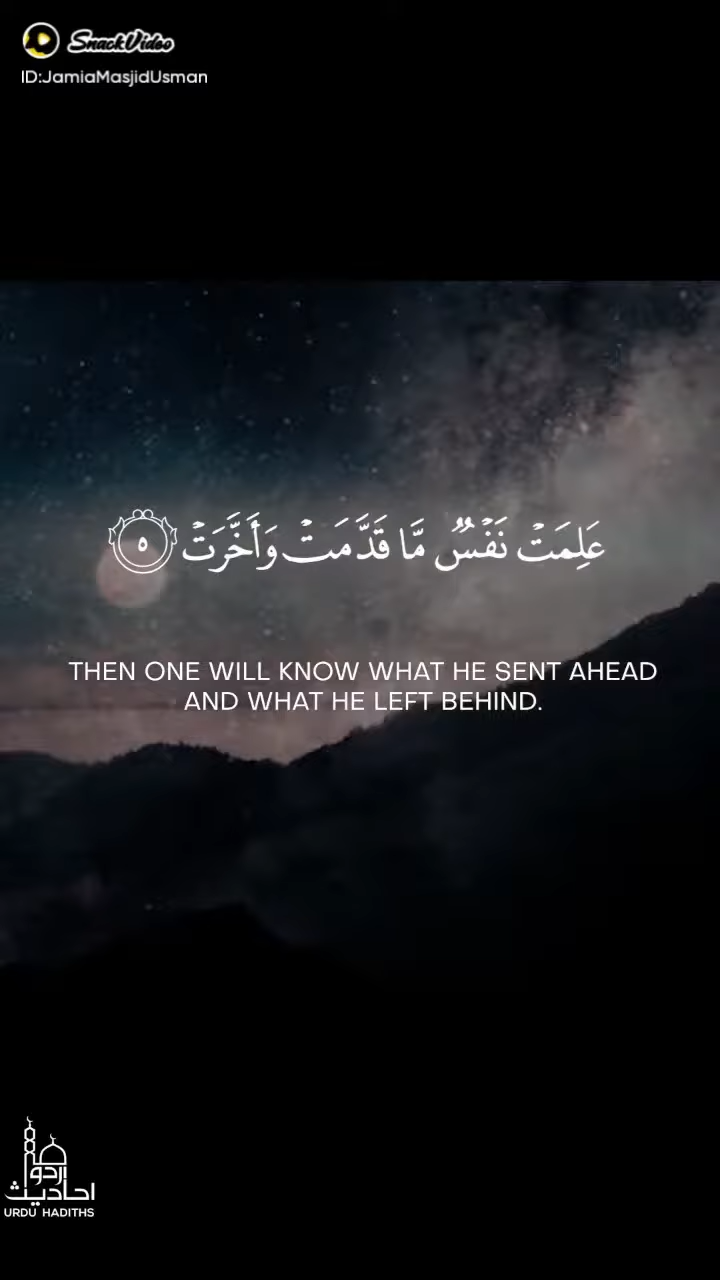 SnackVideo
ID:JamiaMasjidUsman
عَلِمَتْ نَفْسٌ مَّا قَدَّمَتْ وَأَخَّرَتْ ٥
THEN ONE WILL KNOW WHAT HE SENT AHEAD
AND WHAT HE LEFT BEHIND.
اردو
احادیث
URDU HADITHS